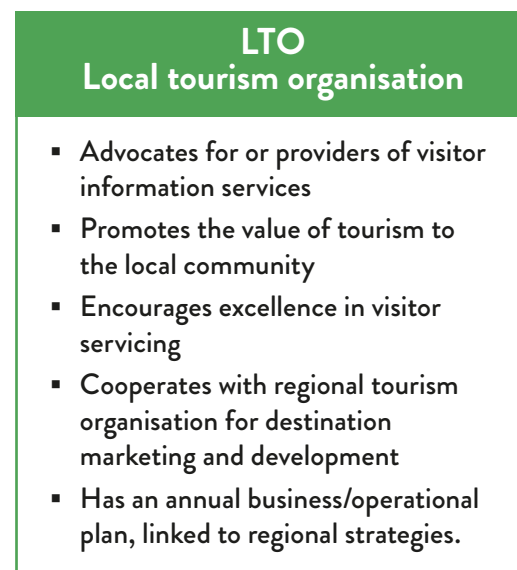 LTO
Local tourism organisation
▪ Advocates for or providers of visitor
information services
▪ Promotes the value of tourism to
the local community
▪ Encourages excellence in visitor
servicing
▪ Cooperates with regional tourism
organisation for destination
marketing and development
▪ Has an annual business/operational
plan, linked to regional strategies.